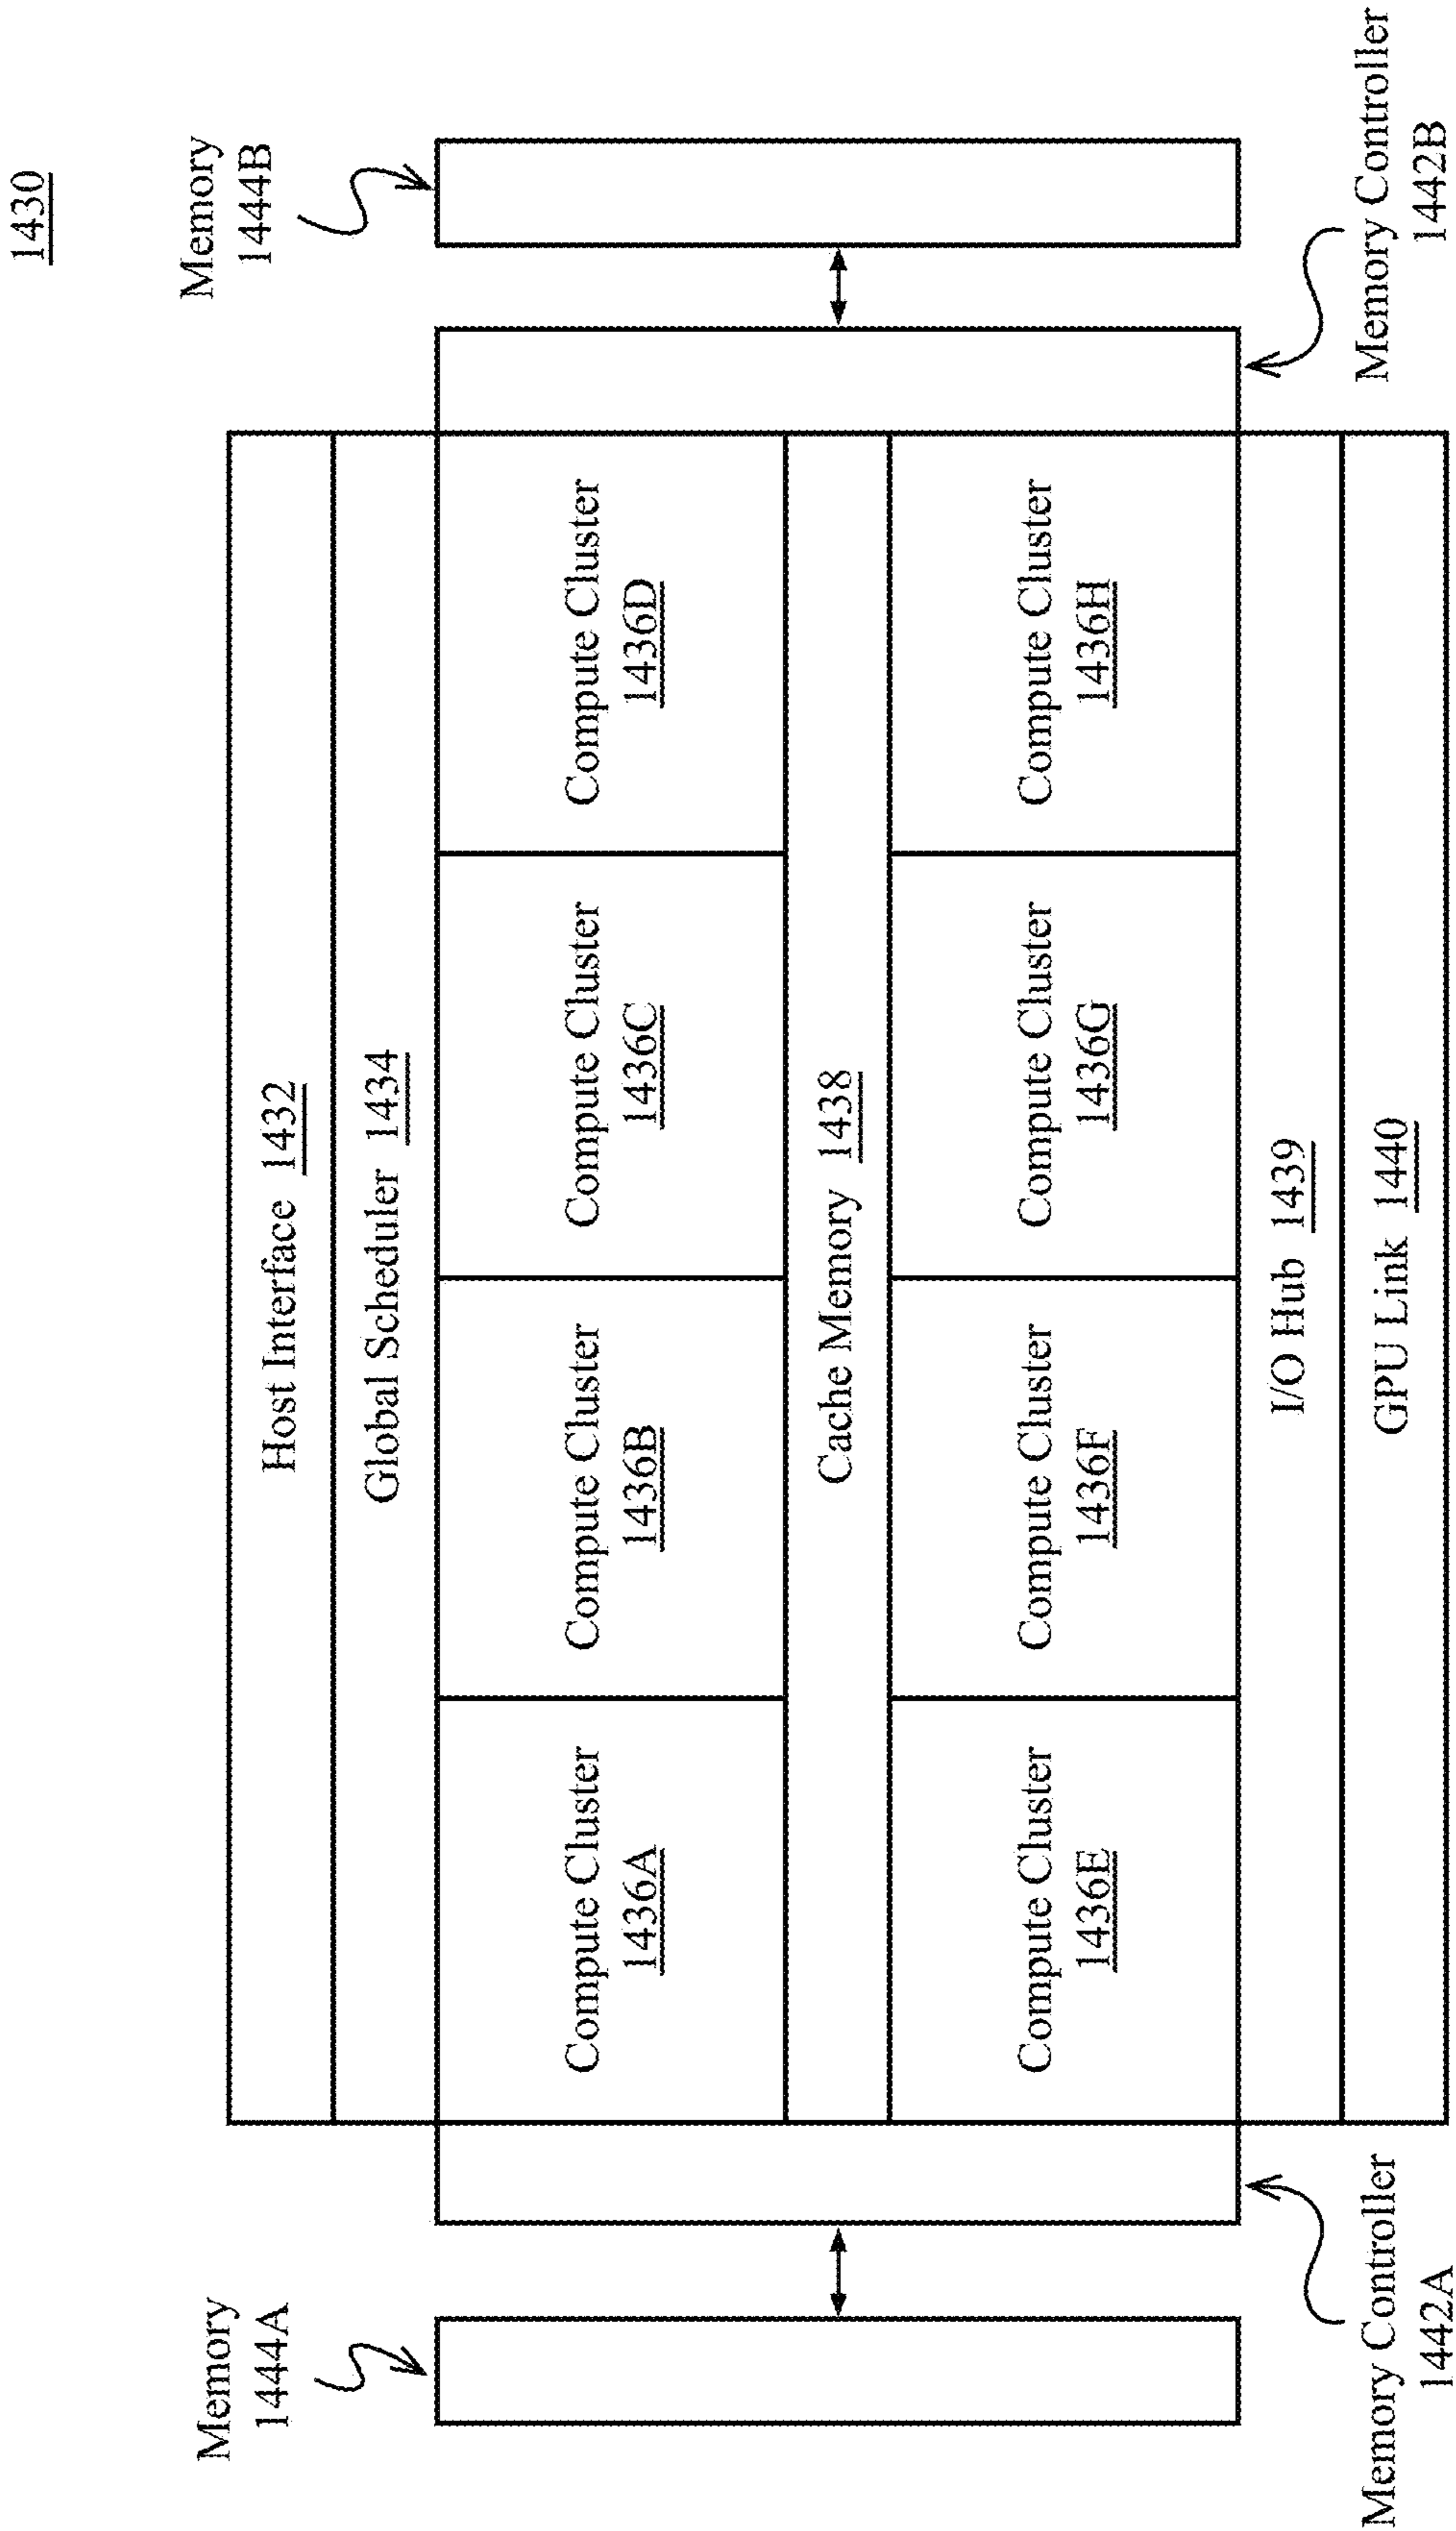 1430
Memory
1444A
Memory
1444B
Host Interface 1432
Global Scheduler 1434
Compute Cluster
1436A
Compute Cluster
1436B
Compute Cluster
1436C
Compute Cluster
1436D
Cache Memory 1438
Compute Cluster
1436E
Compute Cluster
1436F
Compute Cluster
1436G
Compute Cluster
1436H
I/O Hub 1439
GPU Link 1440
Memory Controller
1442A
Memory Controller
1442B